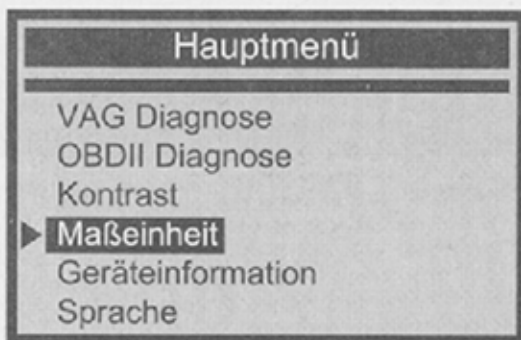 Hauptmenü
VAG Diagnose
OBDII Diagnose
Kontrast
Maßeinheit
Geräteinformation
Sprache